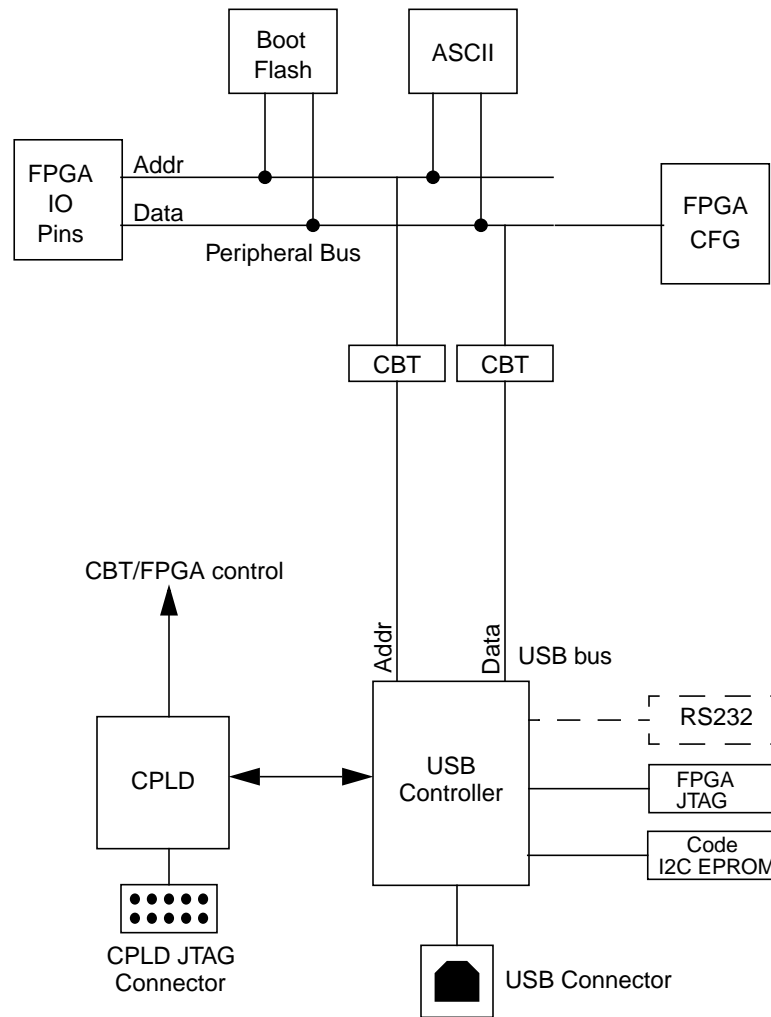 Boot
Flash
ASCII
FPGA
IO
Pins
Addr
Data
Peripheral Bus
FPGA
CFG
CBT
CBT
CBT/FPGA control
Addr
Data
USB bus
CPLD
USB
Controller
RS232
FPGA
JTAG
Code
I2C EPROM
CPLD JTAG
Connector
USB Connector